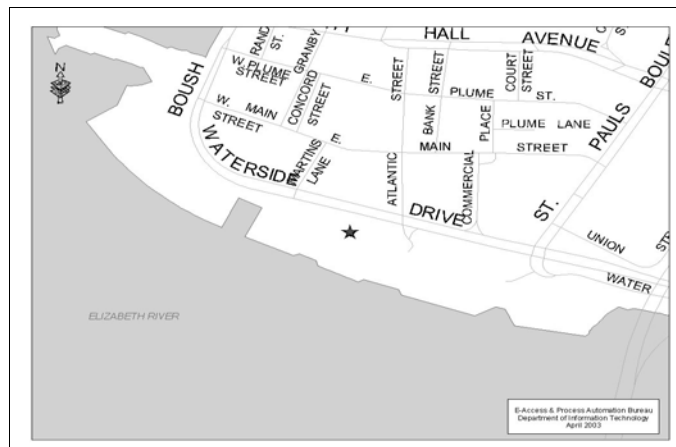 HALL AVENUE
RAND
ST.
GRANBY
N
BOUSH
W. PLUME
STREET
CONCORD
STREET
E.
PLUME
ST.
STREET
STREET
BANK
COURT
STREET
PAULS
W. MAIN
STREET
E.
MAIN
STREET
PLACE
COMMERCIAL
PLUME LANE
WATERSIDE
MARTINS
LANE
ATLANTIC
DRIVE
ST.
UNION
WATER
ELIZABETH RIVER
E-Access & Process Automation Bureau
Department of Information Technology
April 2003